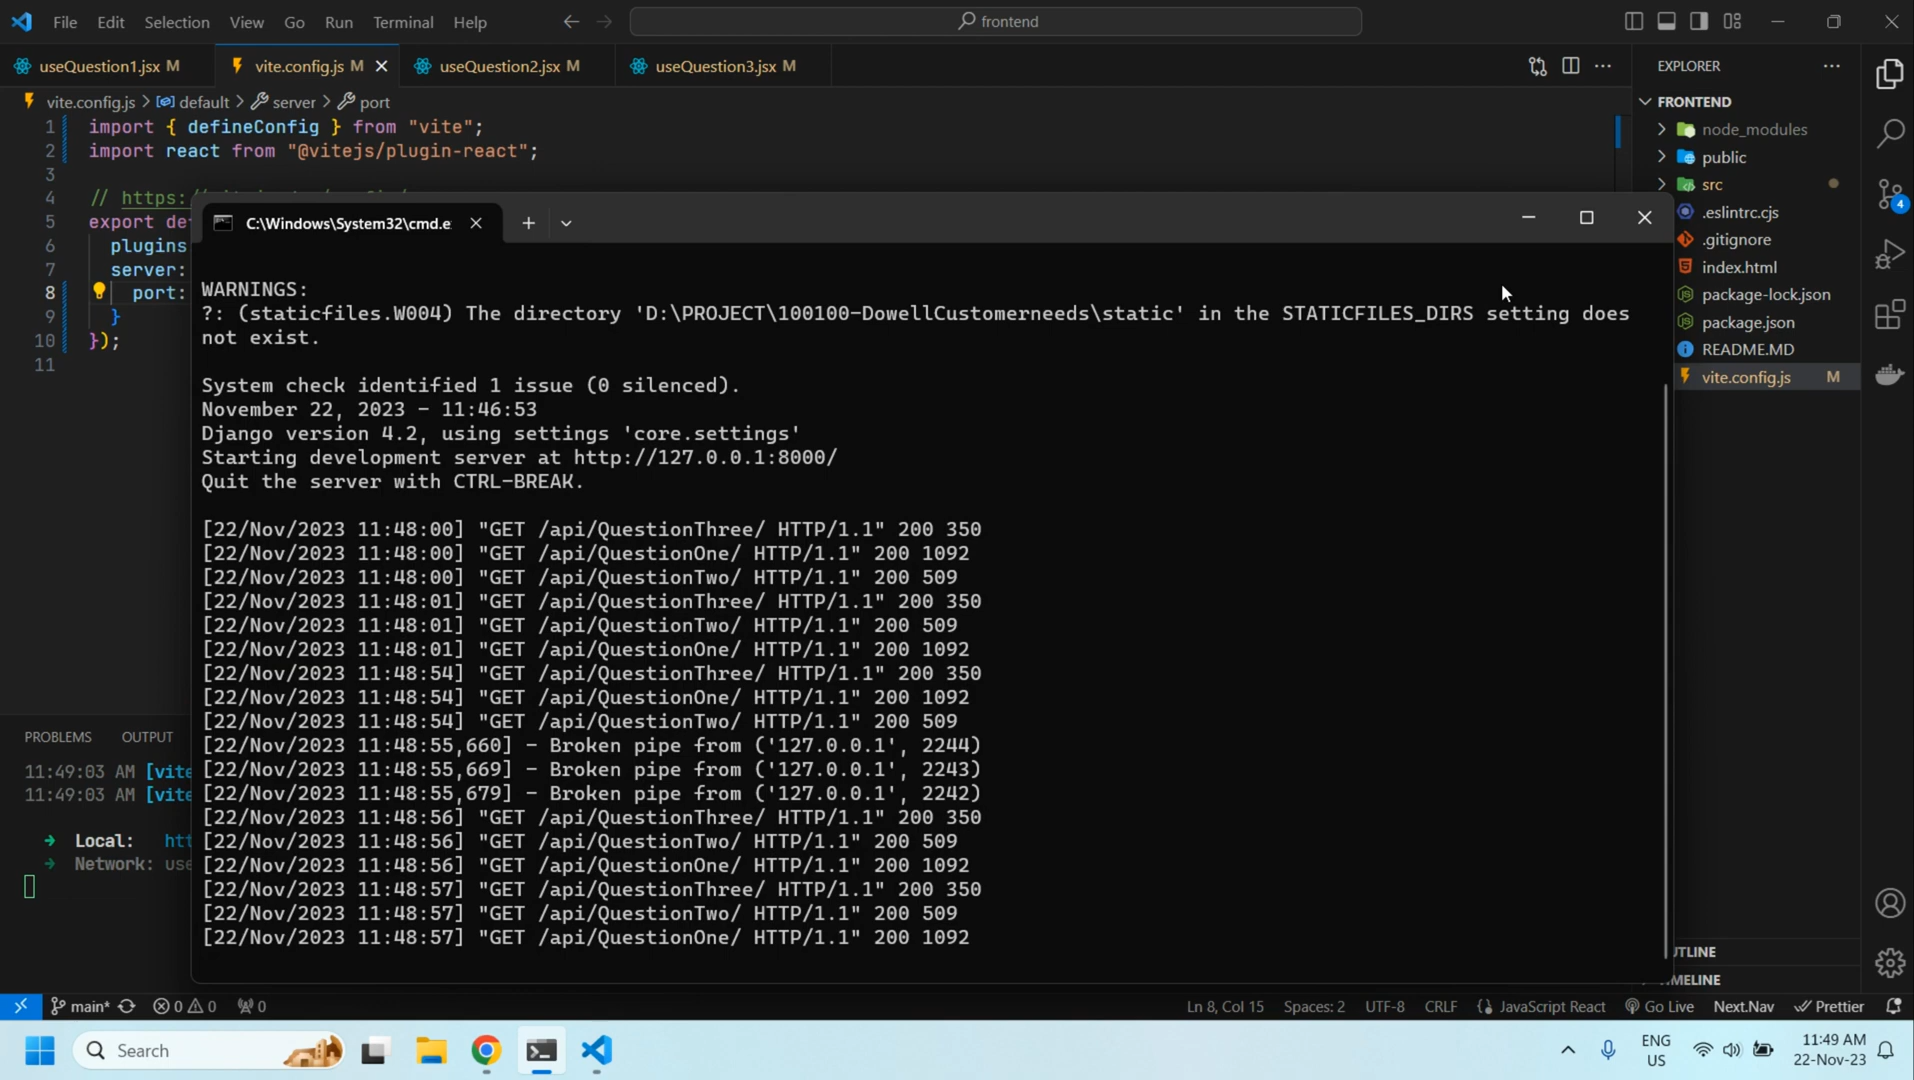 File Edit Selection View Go Run Terminal Help
frontend
useQuestion1.jsx M
vite.config.js M
useQuestion2.jsx M
useQuestion3.jsx M
vite.config.js > default > server > port
1 import { defineConfig } from "vite";
2 import react from "@vitejs/plugin-react";
3
4 // https:
5 export def
6 plugins
7 server:
8 port:
9 }
10 });
11
C:\Windows\System32\cmd.e
WARNINGS:
?: (staticfiles.W004) The directory 'D:\PROJECT\100100-DowellCustomerneeds\static' in the STATICFILES_DIRS setting does
not exist.
System check identified 1 issue (0 silenced).
November 22, 2023 - 11:46:53
Django version 4.2, using settings 'core.settings'
Starting development server at http://127.0.0.1:8000/
Quit the server with CTRL-BREAK.
[22/Nov/2023 11:48:00] "GET /api/QuestionThree/ HTTP/1.1" 200 350
[22/Nov/2023 11:48:00] "GET /api/QuestionOne/ HTTP/1.1" 200 1092
[22/Nov/2023 11:48:00] "GET /api/QuestionTwo/ HTTP/1.1" 200 509
[22/Nov/2023 11:48:01] "GET /api/QuestionThree/ HTTP/1.1" 200 350
[22/Nov/2023 11:48:01] "GET /api/QuestionTwo/ HTTP/1.1" 200 509
[22/Nov/2023 11:48:01] "GET /api/QuestionOne/ HTTP/1.1" 200 1092
[22/Nov/2023 11:48:54] "GET /api/QuestionThree/ HTTP/1.1" 200 350
[22/Nov/2023 11:48:54] "GET /api/QuestionOne/ HTTP/1.1" 200 1092
[22/Nov/2023 11:48:54] "GET /api/QuestionTwo/ HTTP/1.1" 200 509
[22/Nov/2023 11:48:55,660] - Broken pipe from ('127.0.0.1', 2244)
[22/Nov/2023 11:48:55,669] - Broken pipe from ('127.0.0.1', 2243)
[22/Nov/2023 11:48:55,679] - Broken pipe from ('127.0.0.1', 2242)
[22/Nov/2023 11:48:56] "GET /api/QuestionThree/ HTTP/1.1" 200 350
[22/Nov/2023 11:48:56] "GET /api/QuestionTwo/ HTTP/1.1" 200 509
[22/Nov/2023 11:48:56] "GET /api/QuestionOne/ HTTP/1.1" 200 1092
[22/Nov/2023 11:48:57] "GET /api/QuestionThree/ HTTP/1.1" 200 350
[22/Nov/2023 11:48:57] "GET /api/QuestionTwo/ HTTP/1.1" 200 509
[22/Nov/2023 11:48:57] "GET /api/QuestionOne/ HTTP/1.1" 200 1092
EXPLORER
FRONTEND
node_modules
public
src
.eslintrc.cjs
.gitignore
index.html
package-lock.json
package.json
README.MD
vite.config.js M
UTLINE
IMELINE
4
PROBLEMS OUTPUT
11:49:03 AM [vite
11:49:03 AM [vite
Local: htt
Network: use
main* 0 0 0
Ln 8, Col 15 Spaces: 2 UTF-8 CRLF {} JavaScript React Go Live Next.Nav Prettier
Search
ENG
US
11:49 AM
22-Nov-23